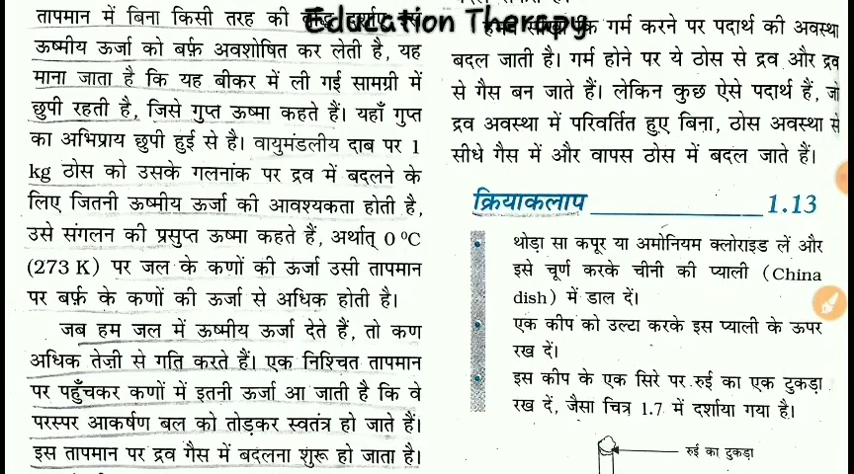 Education Therapy
तापमान में बिना किसी तरह की वृद्धि दर्शाए इस
ऊष्मीय ऊर्जा को बर्फ़ अवशोषित कर लेती है, यह
माना जाता है कि यह बीकर में ली गई सामग्री में
छुपी रहती है, जिसे गुप्त ऊष्मा कहते हैं। यहाँ गुप्त
का अभिप्राय छुपी हुई से है। वायुमंडलीय दाब पर 1
kg ठोस को उसके गलनांक पर द्रव में बदलने के
लिए जितनी ऊष्मीय ऊर्जा की आवश्यकता होती है,
उसे संगलन की प्रसुप्त ऊष्मा कहते हैं, अर्थात् 0 °C
(273 K) पर जल के कणों की ऊर्जा उसी तापमान
पर बर्फ़ के कणों की ऊर्जा से अधिक होती है।
जब हम जल में ऊष्मीय ऊर्जा देते हैं, तो कण
अधिक तेज़ी से गति करते हैं। एक निश्चित तापमान
पर पहुँचकर कणों में इतनी ऊर्जा आ जाती है कि वे
परस्पर आकर्षण बल को तोड़कर स्वतंत्र हो जाते हैं।
इस तापमान पर द्रव गैस में बदलना शुरू हो जाता है।
कि गर्म करने पर पदार्थ की अवस्था
बदल जाती है। गर्म होने पर ये ठोस से द्रव और द्रव
से गैस बन जाते हैं। लेकिन कुछ ऐसे पदार्थ हैं, जो
द्रव अवस्था में परिवर्तित हुए बिना, ठोस अवस्था से
सीधे गैस में और वापस ठोस में बदल जाते हैं।
क्रियाकलाप 1.13
• थोड़ा सा कपूर या अमोनियम क्लोराइड लें और
इसे चूर्ण करके चीनी की प्याली (China
dish) में डाल दें।
• एक कीप को उल्टा करके इस प्याली के ऊपर
रख दें।
• इस कीप के एक सिरे पर रुई का एक टुकड़ा
रख दें, जैसा चित्र 1.7 में दर्शाया गया है।
रुई का टुकड़ा